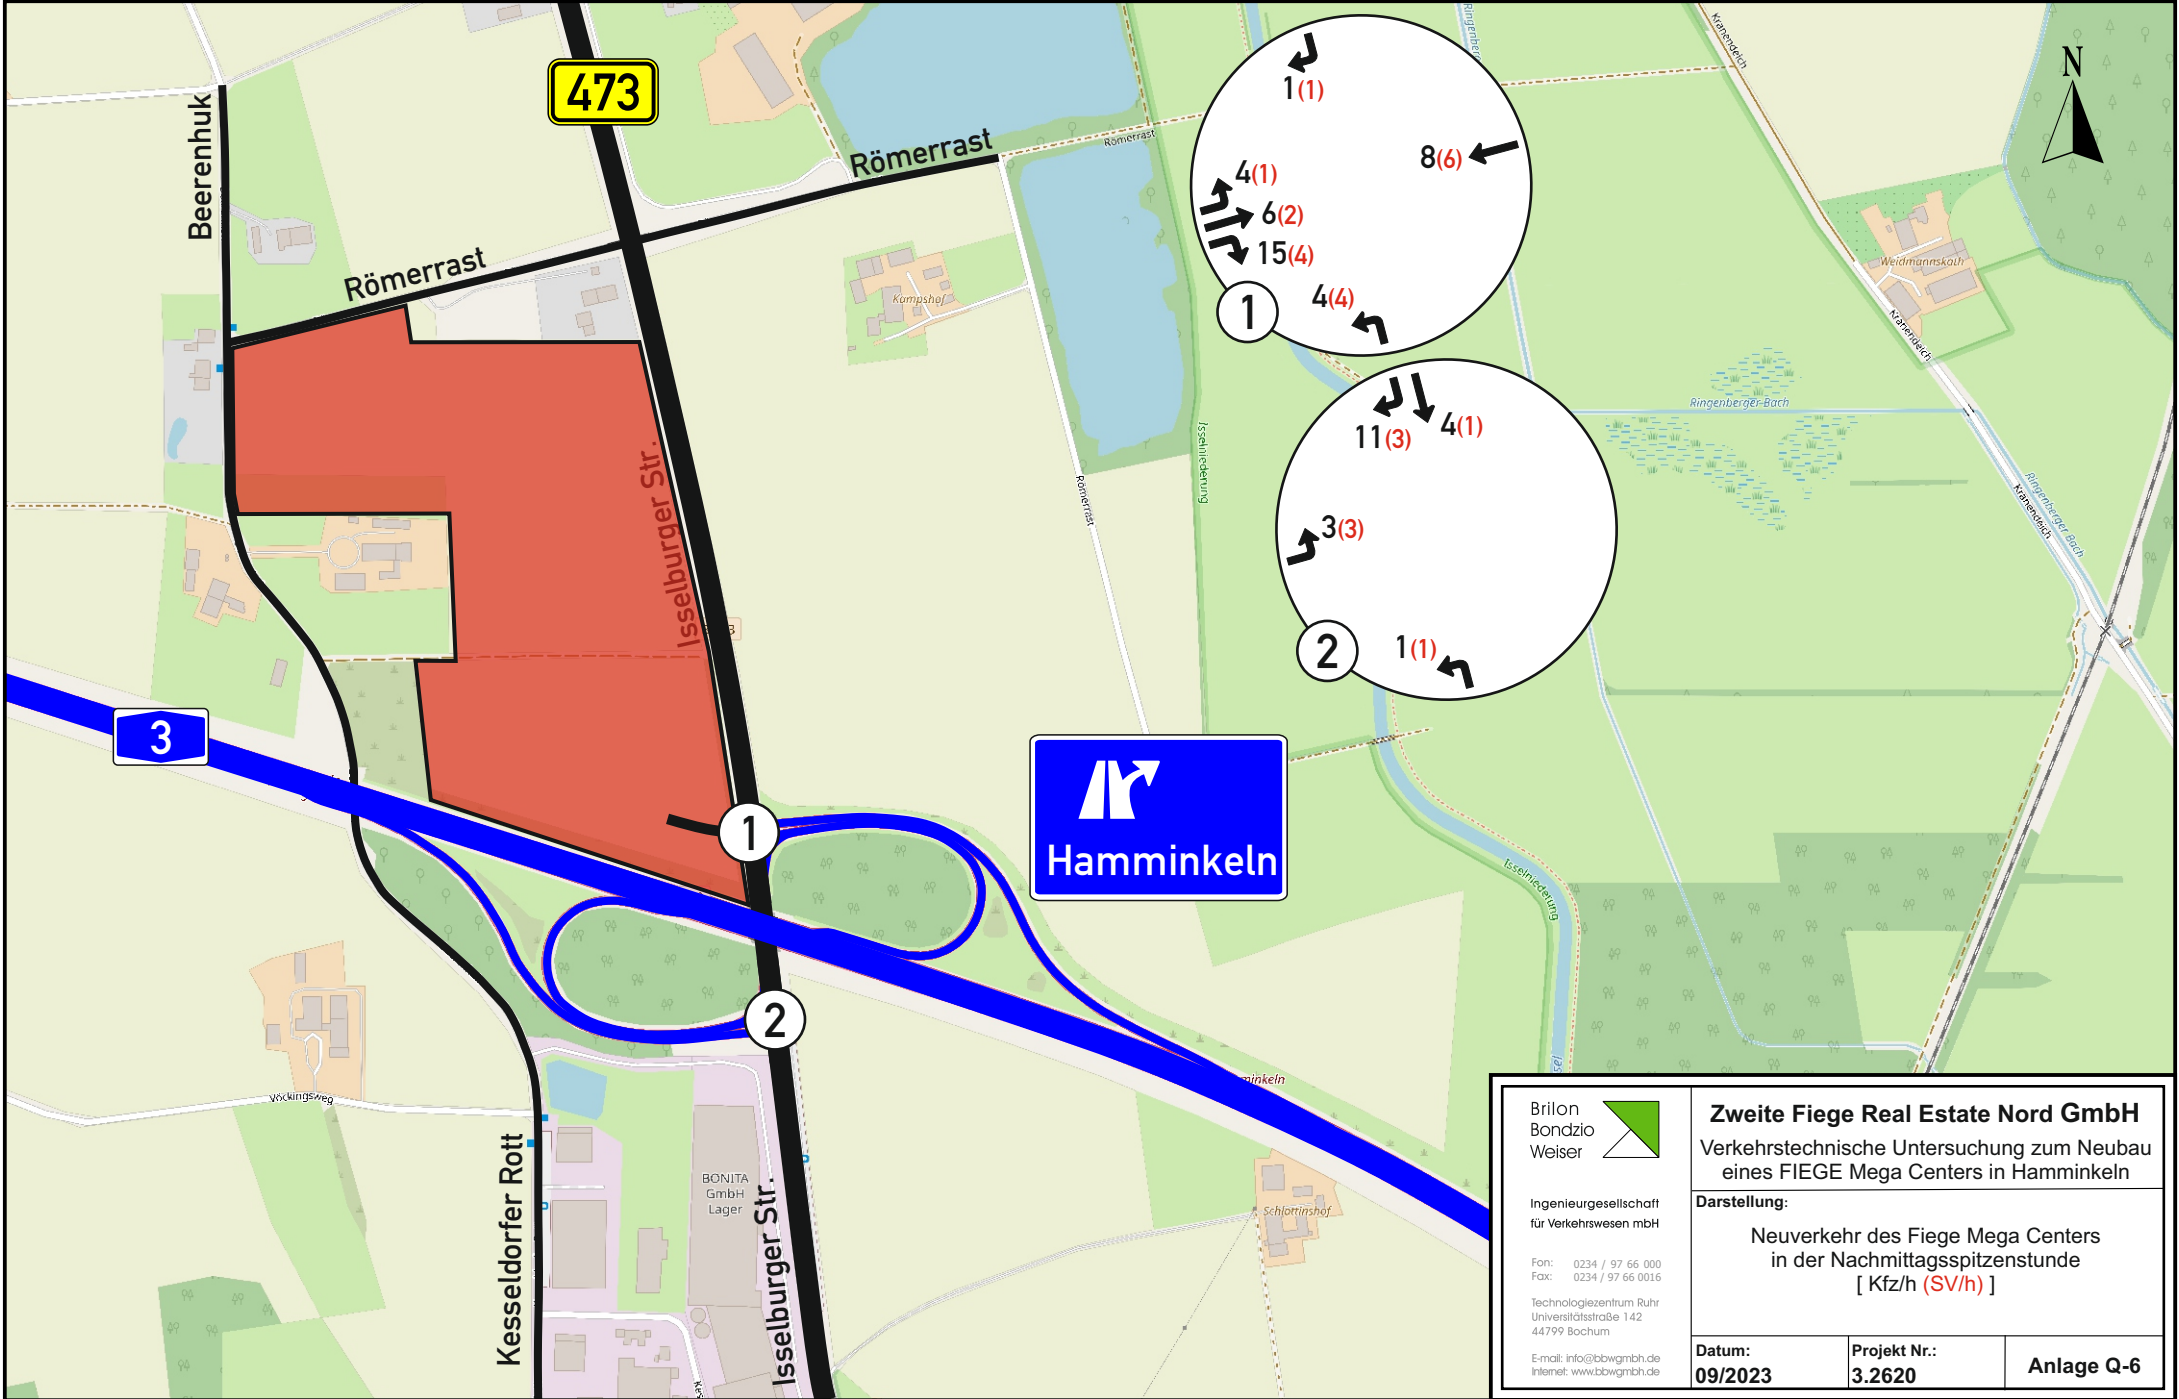 473
Beerenhuk
Römerrast
Römerrast
Römerrast
Römerrast
Kranendeich
N
1(1)
8(6)
4(1)
6(2)
15(4)
4(4)
1
Kampshof
Weidmannskath
Kranendeich
Ringenberger-Bach
11(3)
4(1)
3(3)
1(1)
2
Isselniederung
Ringenberger Bach
Kranendeich
Isselburger Str.
3
1
Hamminkeln
Isselniederung
2
Vöckingsweg
Kesseldorfer Rott
BONITA
GmbH
Lager
Isselburger Str.
Schlottinshof
Brilon
Bondzio
Weiser
Ingenieurgesellschaft
für Verkehrswesen mbH
Fon: 0234 / 97 66 000
Fax: 0234 / 97 66 0016
Technologiezentrum Ruhr
Universitätsstraße 142
44799 Bochum
E-mail: info@bbwgmbh.de
Internet: www.bbwgmbh.de
Zweite Fiege Real Estate Nord GmbH
Verkehrstechnische Untersuchung zum Neubau
eines FIEGE Mega Centers in Hamminkeln
Darstellung:
Neuverkehr des Fiege Mega Centers
in der Nachmittagsspitzenstunde
[ Kfz/h (SV/h) ]
Datum:
09/2023
Projekt Nr.:
3.2620
Anlage Q-6